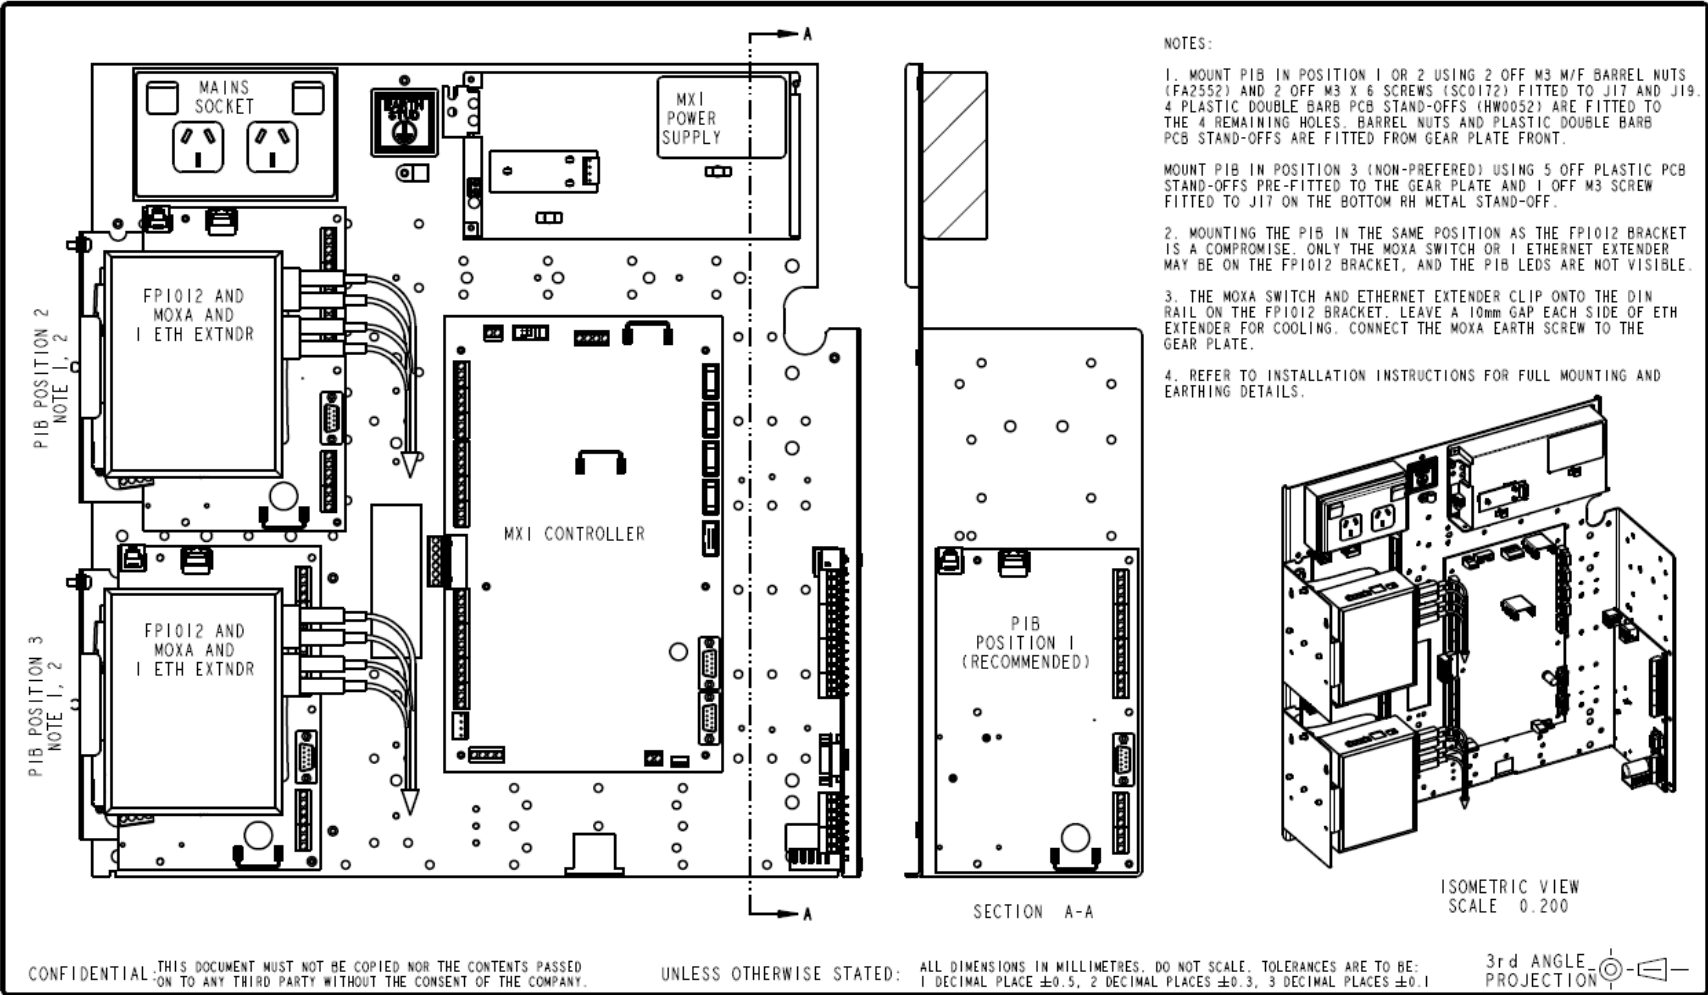 A
NOTES:
1. MOUNT PIB IN POSITION 1 OR 2 USING 2 OFF M3 M/F BARREL NUTS
(FA2552) AND 2 OFF M3 X 6 SCREWS (SC0172) FITTED TO J17 AND J19.
4 PLASTIC DOUBLE BARB PCB STAND-OFFS (HW0052) ARE FITTED TO
THE 4 REMAINING HOLES. BARREL NUTS AND PLASTIC DOUBLE BARB
PCB STAND-OFFS ARE FITTED FROM GEAR PLATE FRONT.
MOUNT PIB IN POSITION 3 (NON-PREFERED) USING 5 OFF PLASTIC PCB
STAND-OFFS PRE-FITTED TO THE GEAR PLATE AND 1 OFF M3 SCREW
FITTED TO J17 ON THE BOTTOM RH METAL STAND-OFF.
2. MOUNTING THE PIB IN THE SAME POSITION AS THE FP1012 BRACKET
IS A COMPROMISE. ONLY THE MOXA SWITCH OR 1 ETHERNET EXTENDER
MAY BE ON THE FP1012 BRACKET, AND THE PIB LEDS ARE NOT VISIBLE.
3. THE MOXA SWITCH AND ETHERNET EXTENDER CLIP ONTO THE DIN
RAIL ON THE FP1012 BRACKET. LEAVE A 10mm GAP EACH SIDE OF ETH
EXTENDER FOR COOLING. CONNECT THE MOXA EARTH SCREW TO THE
GEAR PLATE.
4. REFER TO INSTALLATION INSTRUCTIONS FOR FULL MOUNTING AND
EARTHING DETAILS.
MAINS
SOCKET
EARTH
STUD
MX1
POWER
SUPPLY
PIB POSITION 2
NOTE 1, 2
FP1012 AND
MOXA AND
1 ETH EXTNDR
MX1 CONTROLLER
PIB POSITION 3
NOTE 1, 2
FP1012 AND
MOXA AND
1 ETH EXTNDR
PIB
POSITION 1
(RECOMMENDED)
A
SECTION A-A
ISOMETRIC VIEW
SCALE 0.200
CONFIDENTIAL:
THIS DOCUMENT MUST NOT BE COPIED NOR THE CONTENTS PASSED
ON TO ANY THIRD PARTY WITHOUT THE CONSENT OF THE COMPANY.
UNLESS OTHERWISE STATED:
ALL DIMENSIONS IN MILLIMETRES. DO NOT SCALE. TOLERANCES ARE TO BE:
1 DECIMAL PLACE ±0.5, 2 DECIMAL PLACES ±0.3, 3 DECIMAL PLACES ±0.1
3rd ANGLE
PROJECTION